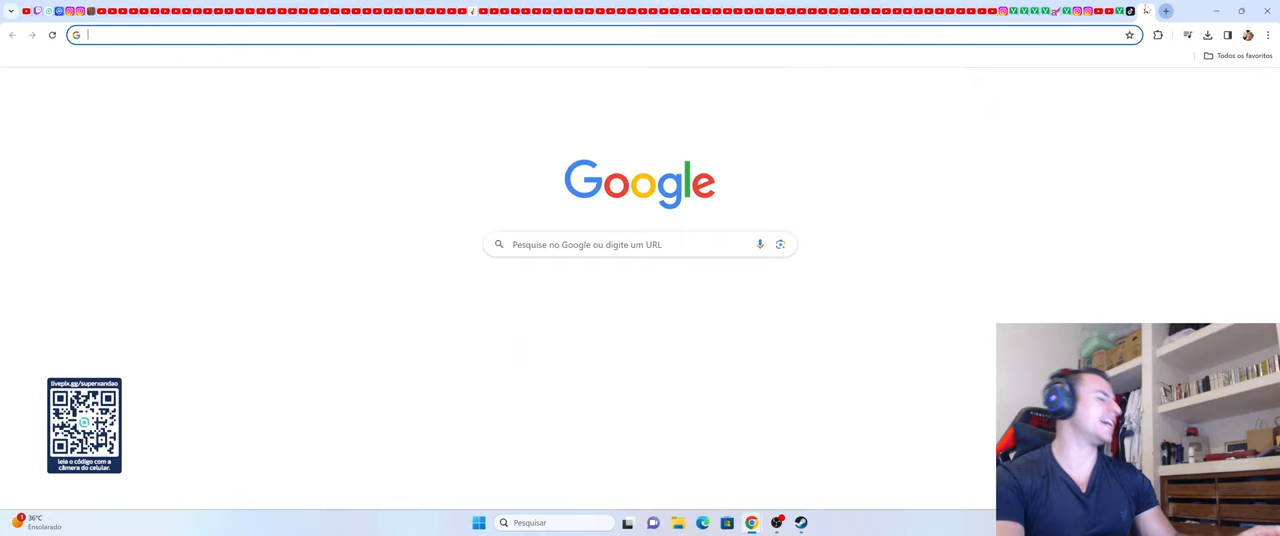 Todos os favoritos
Google
Pesquise no Google ou digite um URL
livepix.gg/superxandao
leia o código com a
câmera do celular.
1
36°C
Ensolarado
Pesquisar